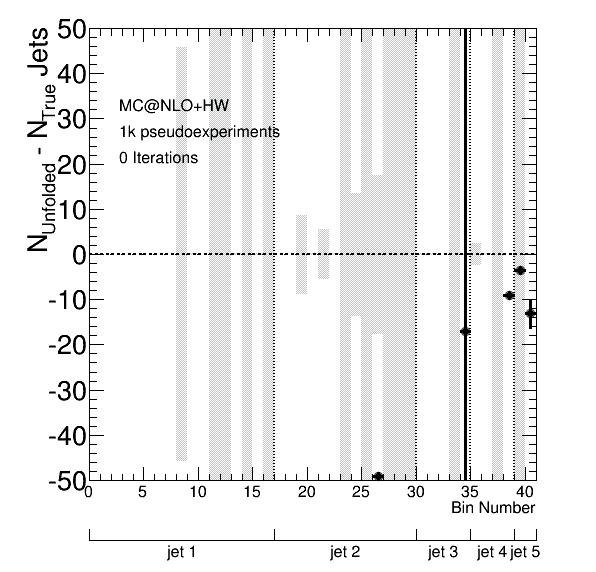 N_Unfolded - N_True Jets
50
40
30
20
10
0
-10
-20
-30
-40
-50
MC@NLO+HW
1k pseudoexperiments
0 Iterations
0 5 10 15 20 25 30 35 40
Bin Number
jet 1 jet 2 jet 3 jet 4 jet 5